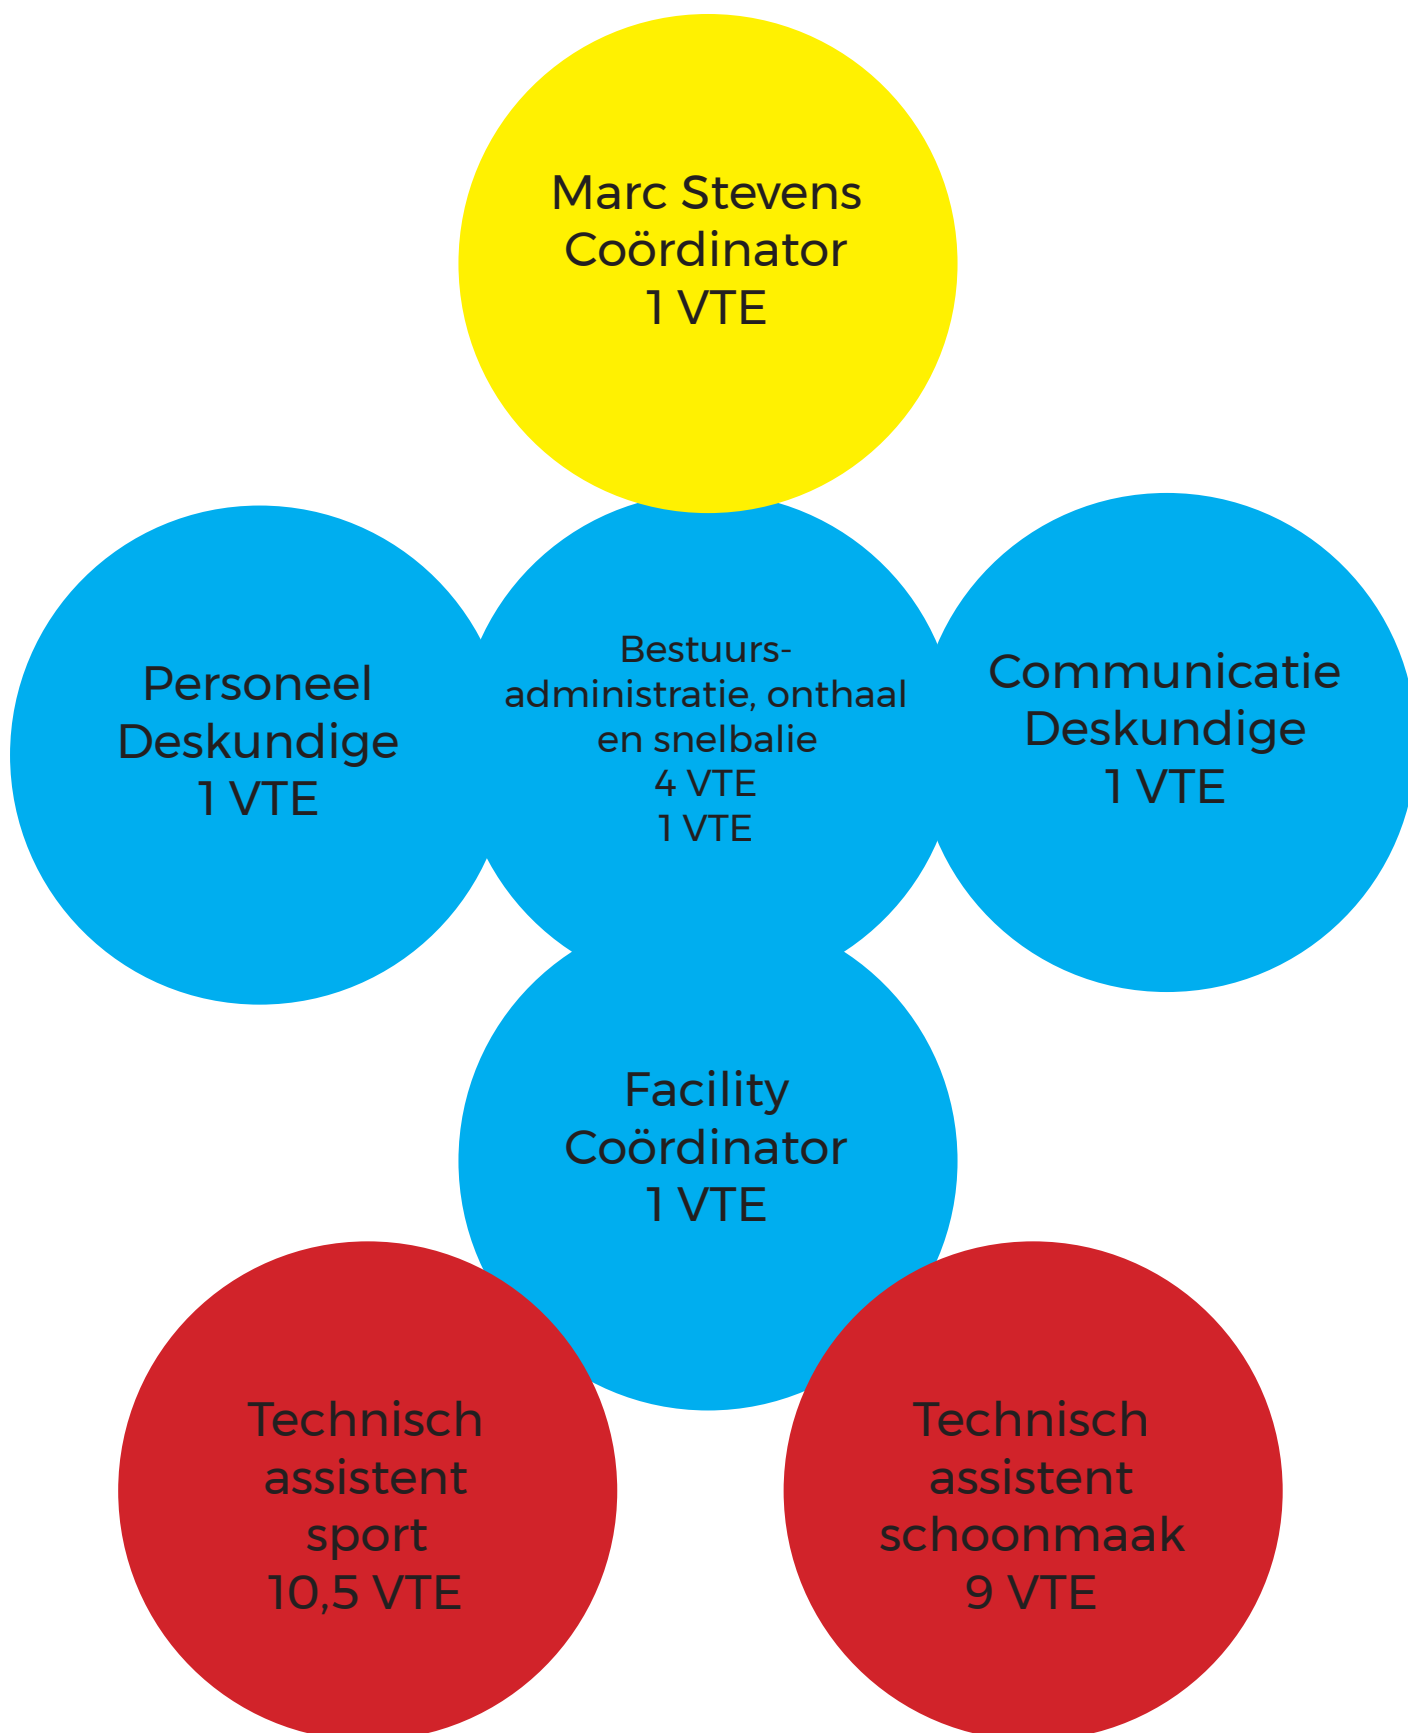 Marc Stevens
Coördinator
1 VTE
Personeel
Deskundige
1 VTE
Bestuurs-
administratie, onthaal
en snelbalie
4 VTE
1 VTE
Communicatie
Deskundige
1 VTE
Facility
Coördinator
1 VTE
Technisch
assistent
sport
10,5 VTE
Technisch
assistent
schoonmaak
9 VTE